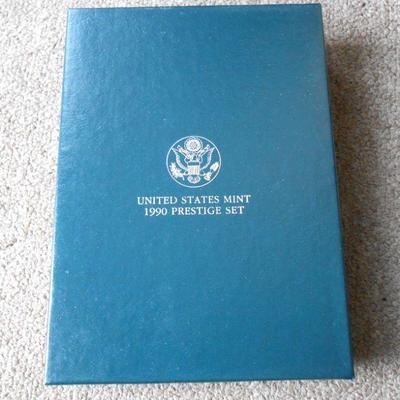 UNITED STATES MINT
1990 PRESTIGE SET